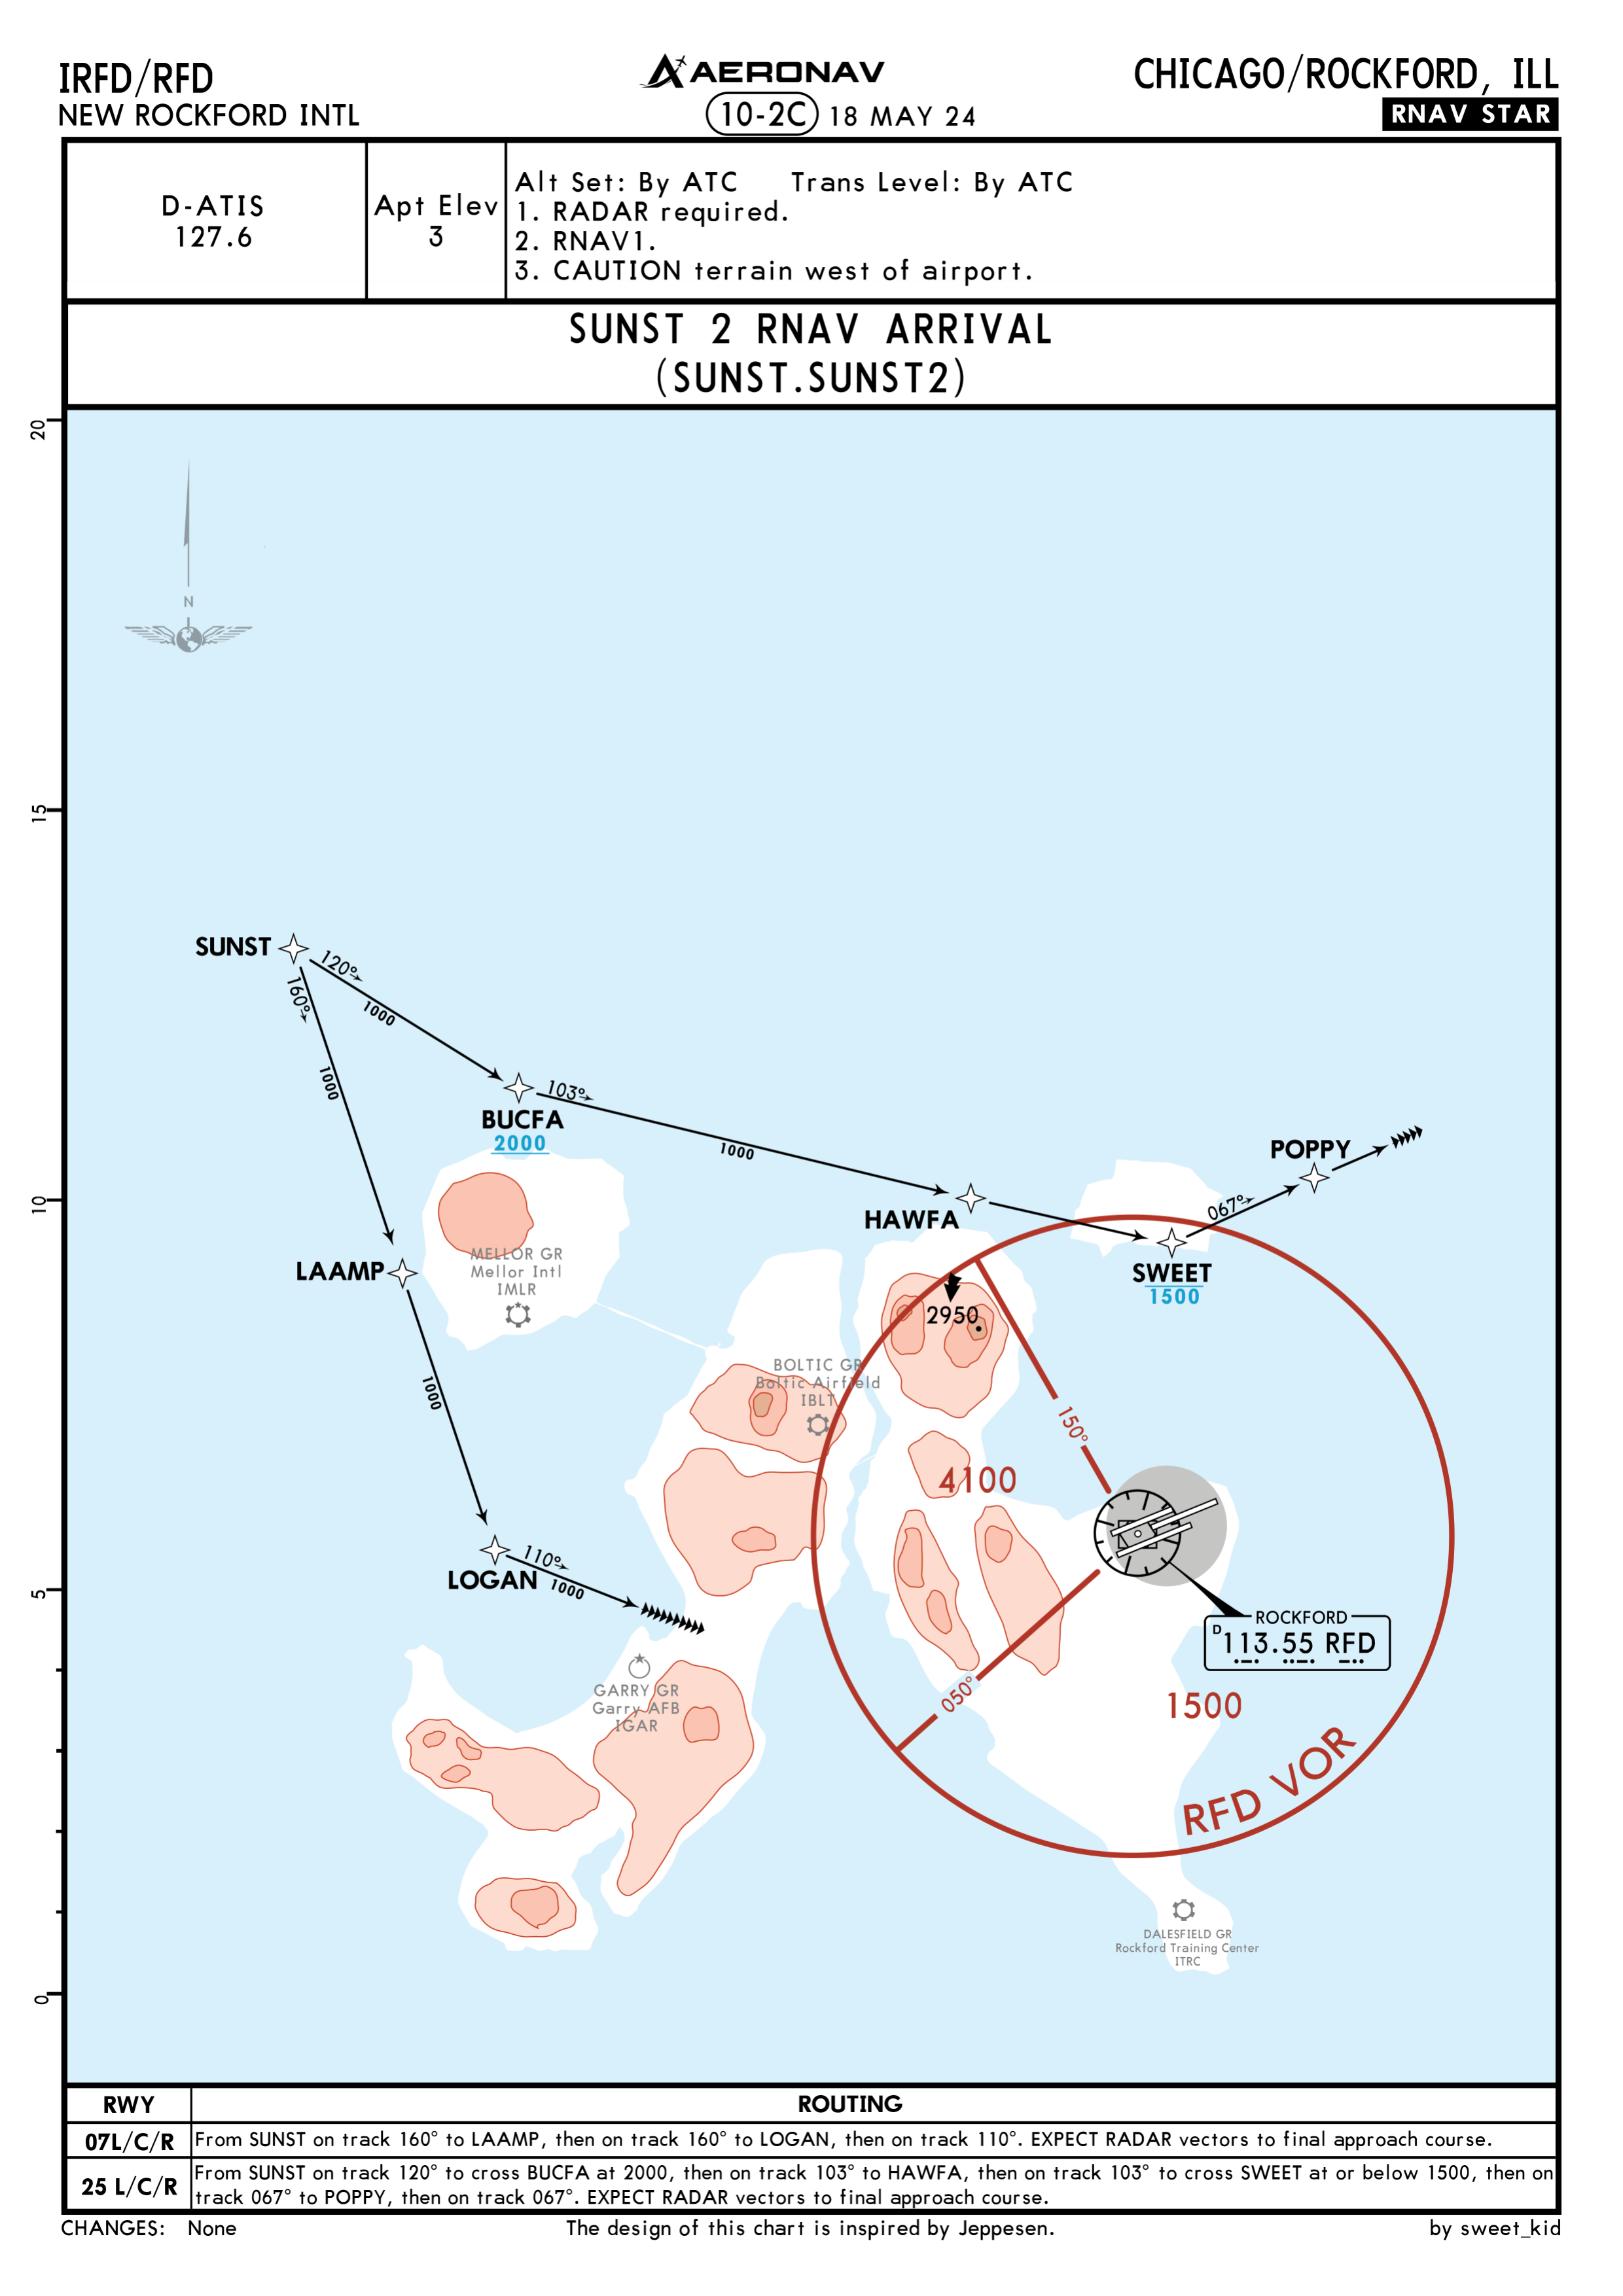 IRFD/RFD
NEW ROCKFORD INTL
AERONAV
10-2C 18 MAY 24
CHICAGO/ROCKFORD, ILL
RNAV STAR
D-ATIS
127.6
Apt Elev
3
Alt Set: By ATC Trans Level: By ATC
1. RADAR required.
2. RNAV1.
3. CAUTION terrain west of airport.
SUNST 2 RNAV ARRIVAL
(SUNST.SUNST2)
20
15
10
5
0
N
SUNST
120°
1000
160°
1000
BUCFA
2000
103°
1000
HAWFA
SWEET
1500
067°
POPPY
LAAMP
1000
LOGAN
110°
1000
MELLOR GR
Mellor Intl
IMLR
BOLTIC GR
Boltic Airfield
IBLT
2950
150°
4100
050°
ROCKFORD
D
113.55 RFD
1500
RFD VOR
GARRY GR
Garry AFB
IGAR
DALESFIELD GR
Rockford Training Center
ITRC
RWY ROUTING
07L/C/R From SUNST on track 160° to LAAMP, then on track 160° to LOGAN, then on track 110°. EXPECT RADAR vectors to final approach course.
25 L/C/R From SUNST on track 120° to cross BUCFA at 2000, then on track 103° to HAWFA, then on track 103° to cross SWEET at or below 1500, then on
track 067° to POPPY, then on track 067°. EXPECT RADAR vectors to final approach course.
CHANGES: None
The design of this chart is inspired by Jeppesen.
by sweet_kid